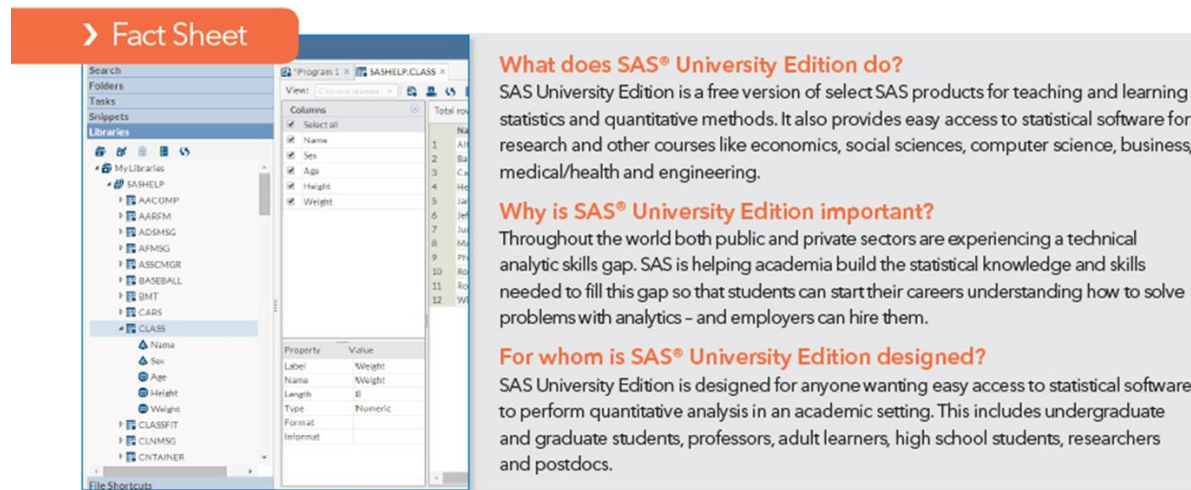 Fact Sheet
Search
Folders
Tasks
Snippets
Libraries
My Libraries
SASHELP
AACOMP
AARFM
ADSMSG
AFMSG
ASSCMGR
BASEBALL
BMT
CARS
CLASS
Name
Sex
Age
Height
Weight
CLASSFIT
CLNMSG
CNTAINER
File Shortcuts
*Program 1 × SASHELP.CLASS ×
View: Column names
Columns
Select all
Name
Sex
Age
Height
Weight
Property Value
Label Weight
Name Weight
Length 8
Type Numeric
Format
Informat
Total
1
2
3
4
5
6
7
8
9
10
11
12
What does SAS® University Edition do?
SAS University Edition is a free version of select SAS products for teaching and learning
statistics and quantitative methods. It also provides easy access to statistical software for
research and other courses like economics, social sciences, computer science, business,
medical/health and engineering.
Why is SAS® University Edition important?
Throughout the world both public and private sectors are experiencing a technical
analytic skills gap. SAS is helping academia build the statistical knowledge and skills
needed to fill this gap so that students can start their careers understanding how to solve
problems with analytics – and employers can hire them.
For whom is SAS® University Edition designed?
SAS University Edition is designed for anyone wanting easy access to statistical software
to perform quantitative analysis in an academic setting. This includes undergraduate
and graduate students, professors, adult learners, high school students, researchers
and postdocs.